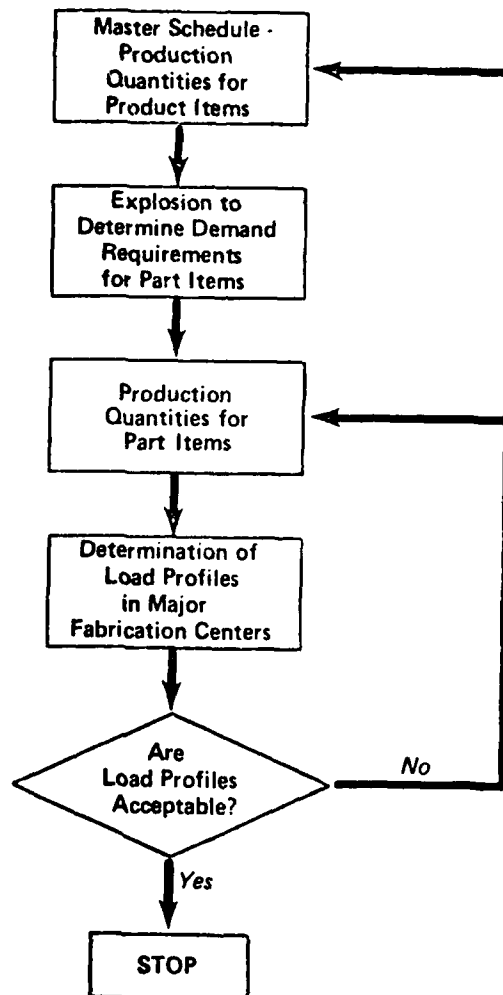 Master Schedule -
Production
Quantities for
Product Items
Explosion to
Determine Demand
Requirements
for Part Items
Production
Quantities for
Part Items
Determination of
Load Profiles
in Major
Fabrication Centers
Are
Load Profiles
Acceptable?
No
Yes
STOP